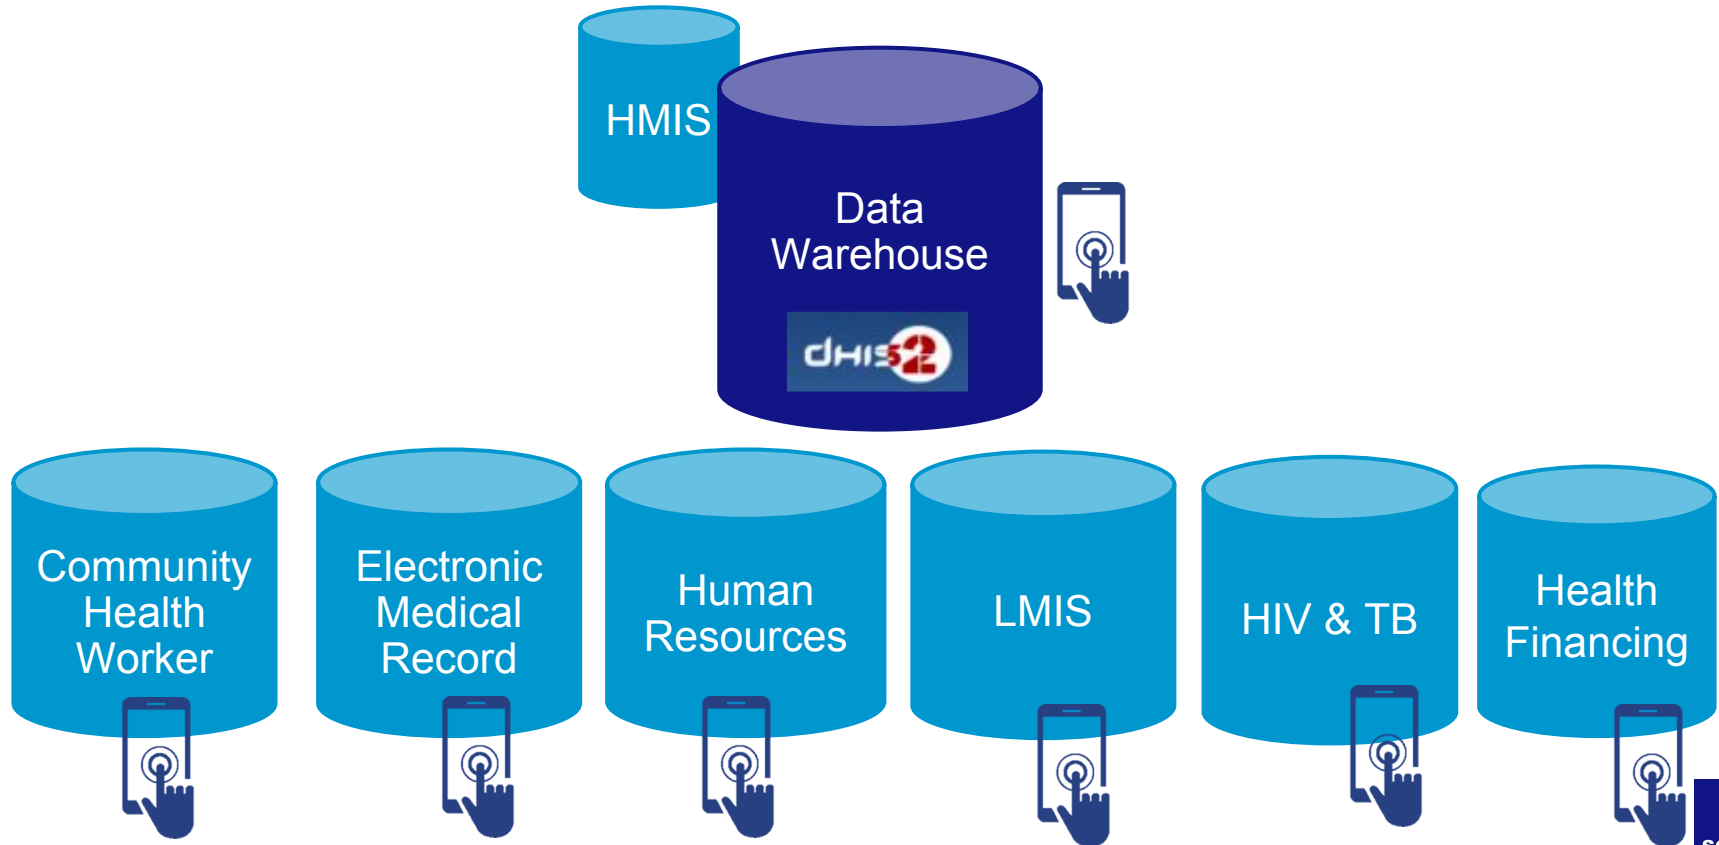 HMIS
Data
Warehouse
dHIS2
Community
Health
Worker
Electronic
Medical
Record
Human
Resources
LMIS
HIV & TB
Health
Financing